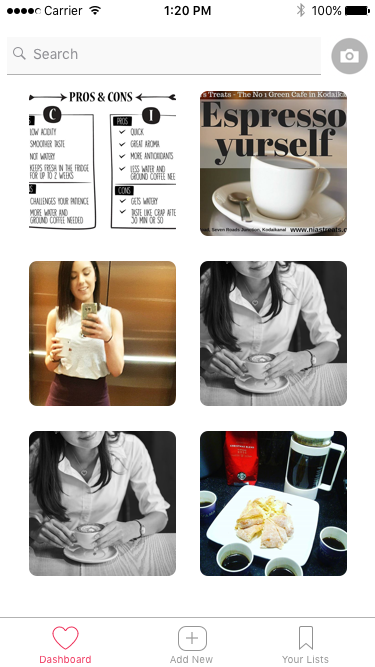 Carrier
1:20 PM
100%
Search
PROS & CONS
C
I
LOW ACIDITY
SMOOTHER TASTE
NOT WATERY
KEEPS FRESH IN THE FRIDGE
FOR UP TO 2 WEEKS
CHALLENGES YOUR PATIENCE
MORE WATER AND
GROUND COFFEE NEEDED
PROS
QUICK
GREAT AROMA
MORE ANTIOXIDANTS
LESS WATER AND
GROUND COFFEE NEE
CONS
GETS WATERY
TASTE LIKE CRAP AFTE
30 MIN OR SO
's Treats - The No 1 Green Cafe in Kodaika
Espresso
yurself
Seven Roads Junction, Kodaikanal
www.niastreats.c
Dashboard
Add New
Your Lists